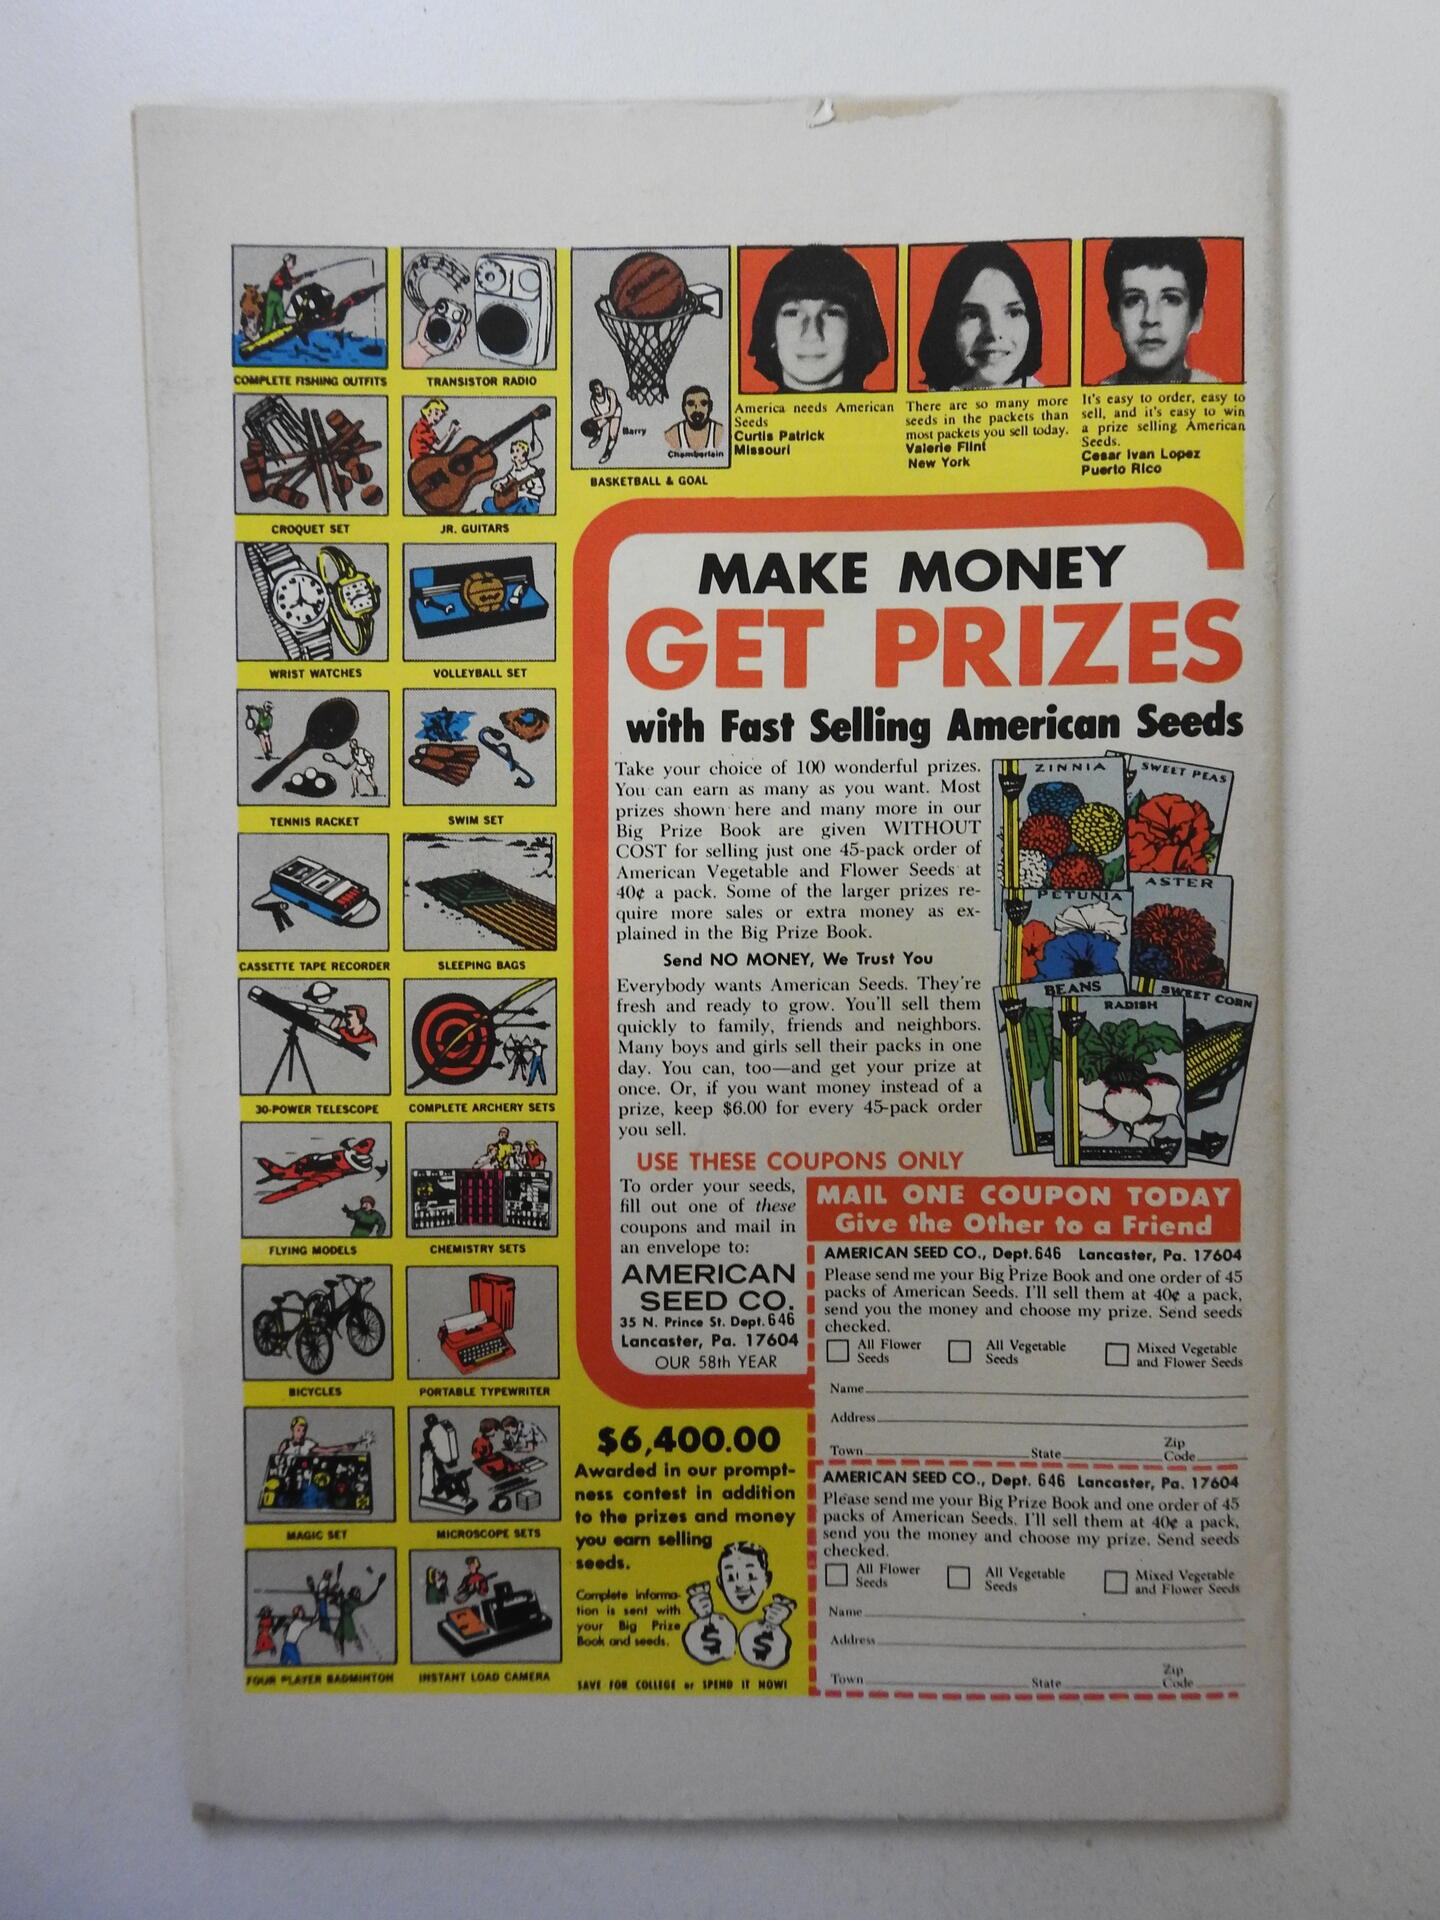 COMPLETE FISHING OUTFITS
TRANSISTOR RADIO
CROQUET SET
JR. GUITARS
WRIST WATCHES
VOLLEYBALL SET
TENNIS RACKET
SWIM SET
CASSETTE TAPE RECORDER
SLEEPING BAGS
30-POWER TELESCOPE
COMPLETE ARCHERY SETS
FLYING MODELS
CHEMISTRY SETS
BICYCLES
PORTABLE TYPEWRITER
MAGIC SET
MICROSCOPE SETS
FOUR PLAYER BADMINTON
INSTANT LOAD CAMERA
Barry
Chamberlain
BASKETBALL & GOAL
America needs American
Seeds
Curtis Patrick
Missouri
There are so many more
seeds in the packets than
most packets you sell today.
Valerie Flint
New York
It's easy to order, easy to
sell, and it's easy to win
a prize selling American
Seeds.
Cesar Ivan Lopez
Puerto Rico
MAKE MONEY
GET PRIZES
with Fast Selling American Seeds
Take your choice of 100 wonderful prizes.
You can earn as many as you want. Most
prizes shown here and many more in our
Big Prize Book are given WITHOUT
COST for selling just one 45-pack order of
American Vegetable and Flower Seeds at
40¢ a pack. Some of the larger prizes re-
quire more sales or extra money as ex-
plained in the Big Prize Book.
Send NO MONEY, We Trust You
Everybody wants American Seeds. They're
fresh and ready to grow. You'll sell them
quickly to family, friends and neighbors.
Many boys and girls sell their packs in one
day. You can, too—and get your prize at
once. Or, if you want money instead of a
prize, keep $6.00 for every 45-pack order
you sell.
ZINNIA
SWEET PEAS
PETUNIA
ASTER
BEANS
RADISH
SWEET CORN
USE THESE COUPONS ONLY
To order your seeds,
fill out one of these
coupons and mail in
an envelope to:
AMERICAN
SEED CO.
35 N. Prince St. Dept. 646
Lancaster, Pa. 17604
OUR 58th YEAR
MAIL ONE COUPON TODAY
Give the Other to a Friend
AMERICAN SEED CO., Dept. 646 Lancaster, Pa. 17604
Please send me your Big Prize Book and one order of 45
packs of American Seeds. I'll sell them at 40¢ a pack,
send you the money and choose my prize. Send seeds
checked.
All Flower Seeds All Vegetable Seeds Mixed Vegetable and Flower Seeds
Name
Address
Town State Zip Code
AMERICAN SEED CO., Dept. 646 Lancaster, Pa. 17604
Please send me your Big Prize Book and one order of 45
packs of American Seeds. I'll sell them at 40¢ a pack,
send you the money and choose my prize. Send seeds
checked.
All Flower Seeds All Vegetable Seeds Mixed Vegetable and Flower Seeds
Name
Address
Town State Zip Code
$6,400.00
Awarded in our prompt-
ness contest in addition
to the prizes and money
you earn selling
seeds.
Complete informa-
tion is sent with
your Big Prize
Book and seeds.
$ $
SAVE FOR COLLEGE or SPEND IT NOW!